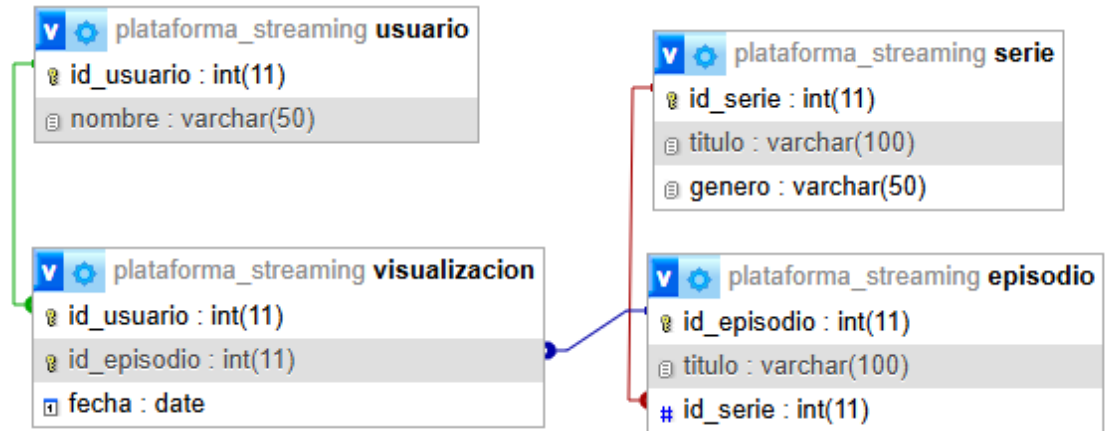 v plataforma_streaming usuario
id_usuario : int(11)
nombre : varchar(50)
v plataforma_streaming serie
id_serie : int(11)
titulo : varchar(100)
genero : varchar(50)
v plataforma_streaming visualizacion
id_usuario : int(11)
id_episodio : int(11)
fecha : date
v plataforma_streaming episodio
id_episodio : int(11)
titulo : varchar(100)
# id_serie : int(11)